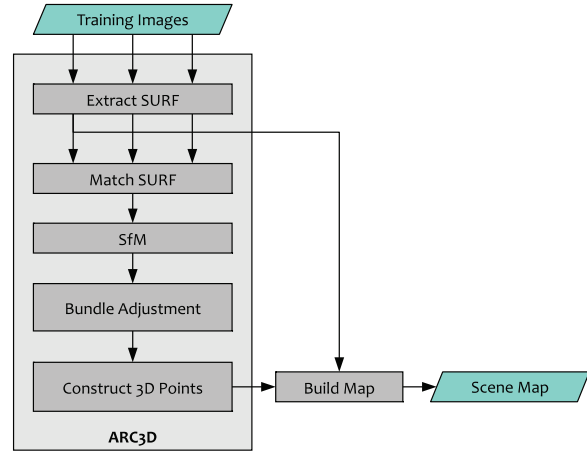 Training Images
Extract SURF
Match SURF
SfM
Bundle Adjustment
Construct 3D Points
Build Map
Scene Map
ARC3D